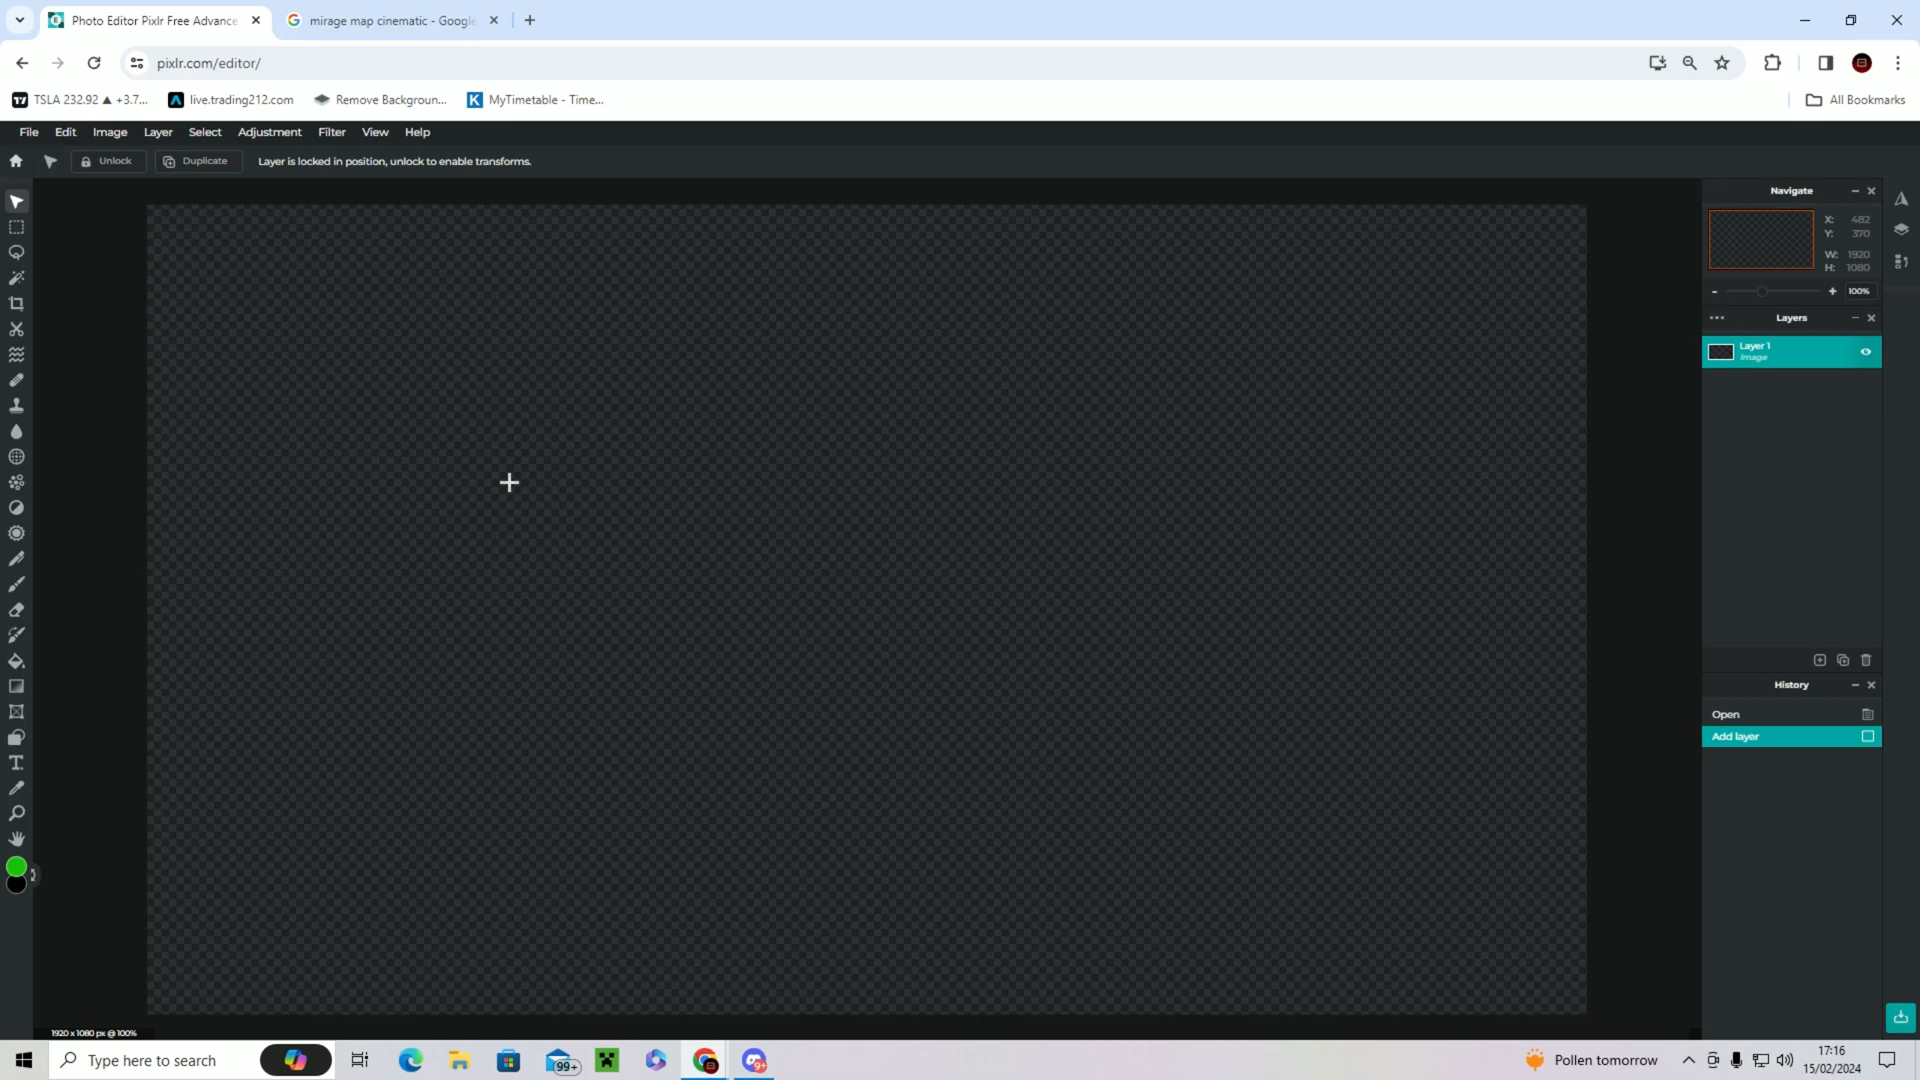 Photo Editor Pixlr Free Advance
mirage map cinematic - Google
pixlr.com/editor/
TSLA 232.92 ▲ +3.7...
live.trading212.com
Remove Backgroun...
MyTimetable - Time...
All Bookmarks
File Edit Image Layer Select Adjustment Filter View Help
Unlock
Duplicate
Layer is locked in position, unlock to enable transforms.
Navigate
X: 482
Y: 370
W: 1920
H: 1080
100%
Layers
Layer 1
Image
History
Open
Add layer
1920 x 1080 px @ 100%
Type here to search
99+
9+
Pollen tomorrow
17:16
15/02/2024